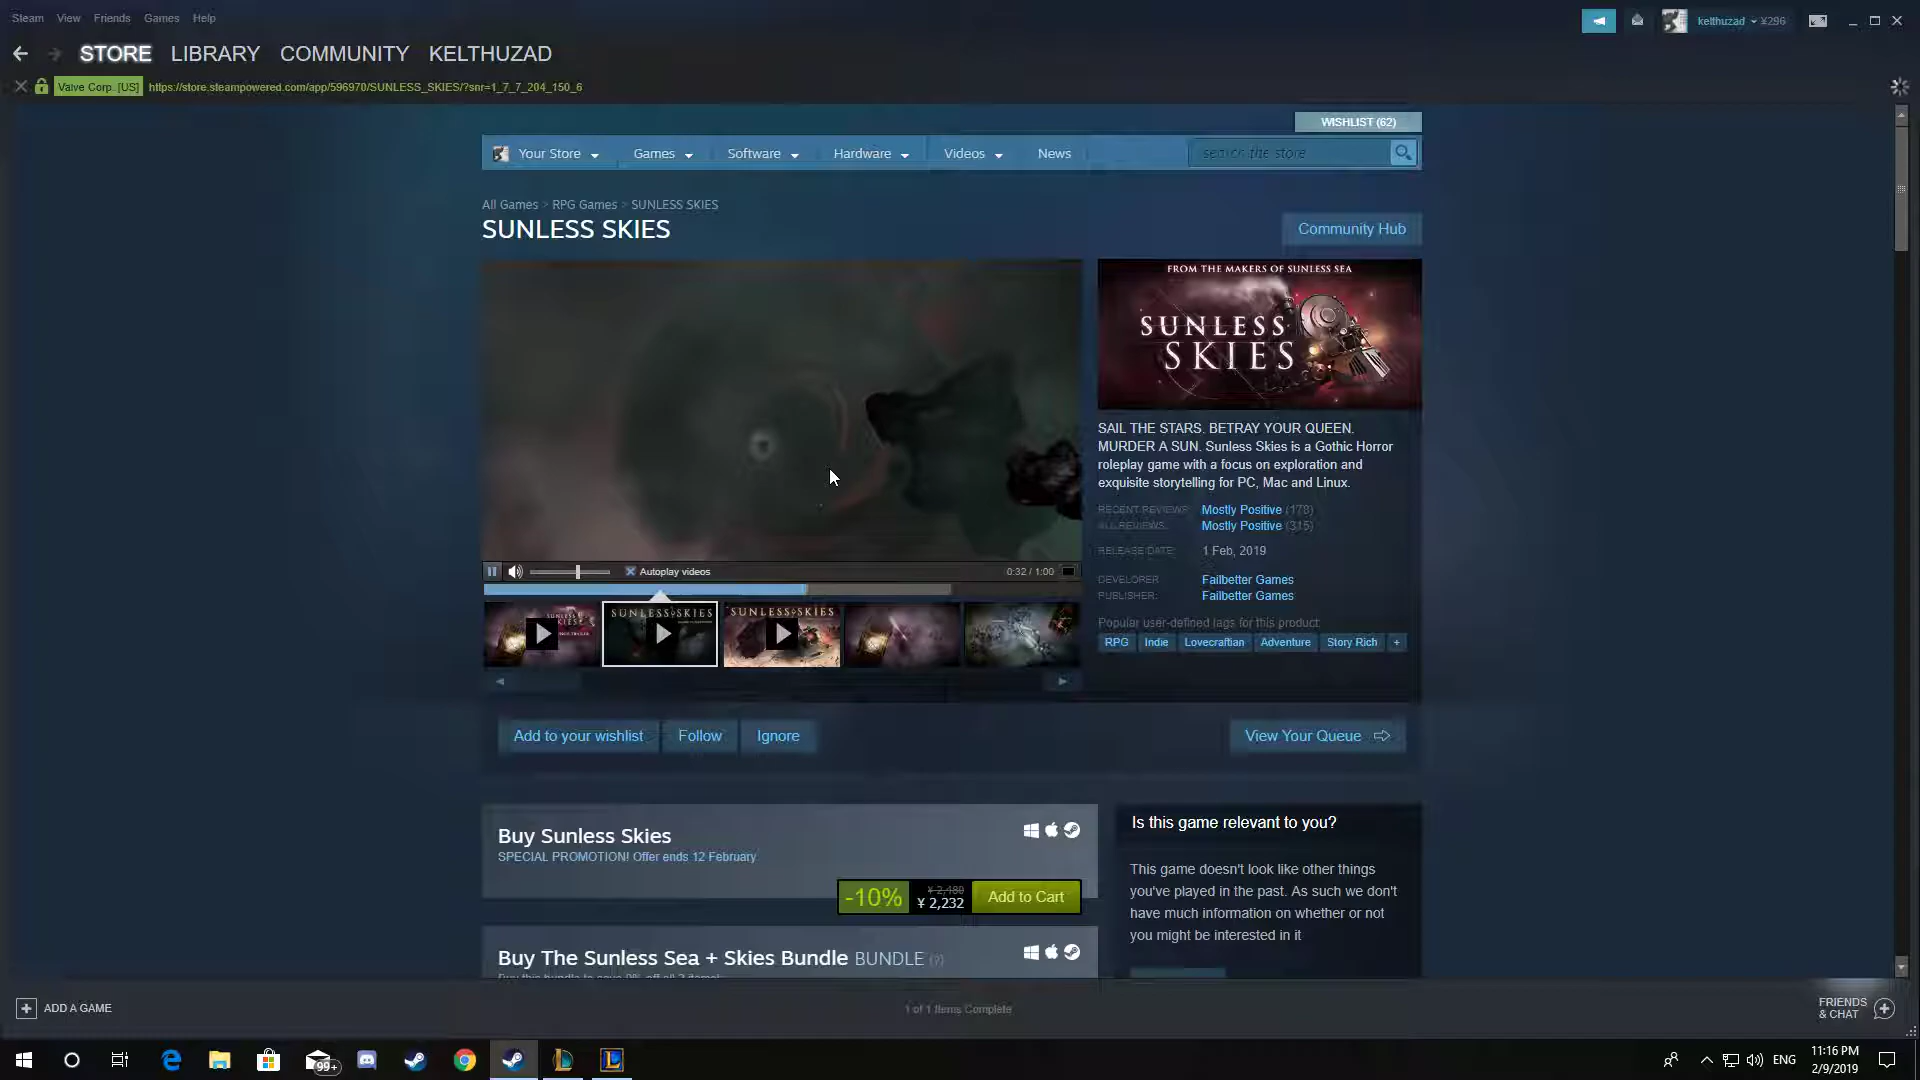 Steam View Friends Games Help
kelthuzad ¥296
STORE LIBRARY COMMUNITY KELTHUZAD
Valve Corp. [US] https://store.steampowered.com/app/596970/SUNLESS_SKIES/?snr=1_7_7_204_150_6
WISHLIST (62)
Your Store Games Software Hardware Videos News search the store
All Games > RPG Games > SUNLESS SKIES
SUNLESS SKIES
Community Hub
FROM THE MAKERS OF SUNLESS SEA
SUNLESS
SKIES
SAIL THE STARS. BETRAY YOUR QUEEN.
MURDER A SUN. Sunless Skies is a Gothic Horror
roleplay game with a focus on exploration and
exquisite storytelling for PC, Mac and Linux.
RECENT REVIEWS: Mostly Positive (178)
ALL REVIEWS: Mostly Positive (315)
RELEASE DATE: 1 Feb, 2019
DEVELOPER: Failbetter Games
PUBLISHER: Failbetter Games
Popular user-defined tags for this product:
RPG Indie Lovecraftian Adventure Story Rich +
Autoplay videos 0:32 / 1:00
SUNLESS SKIES
SUNLESS SKIES
Add to your wishlist Follow Ignore View Your Queue
Buy Sunless Skies
SPECIAL PROMOTION! Offer ends 12 February
-10% ¥ 2,480 ¥ 2,232 Add to Cart
Buy The Sunless Sea + Skies Bundle BUNDLE (?)
Buy this bundle to save 9% off all 2 items!
Is this game relevant to you?
This game doesn't look like other things
you've played in the past. As such we don't
have much information on whether or not
you might be interested in it
ADD A GAME
1 of 1 Items Complete
FRIENDS
& CHAT
99+
ENG
11:16 PM
2/9/2019